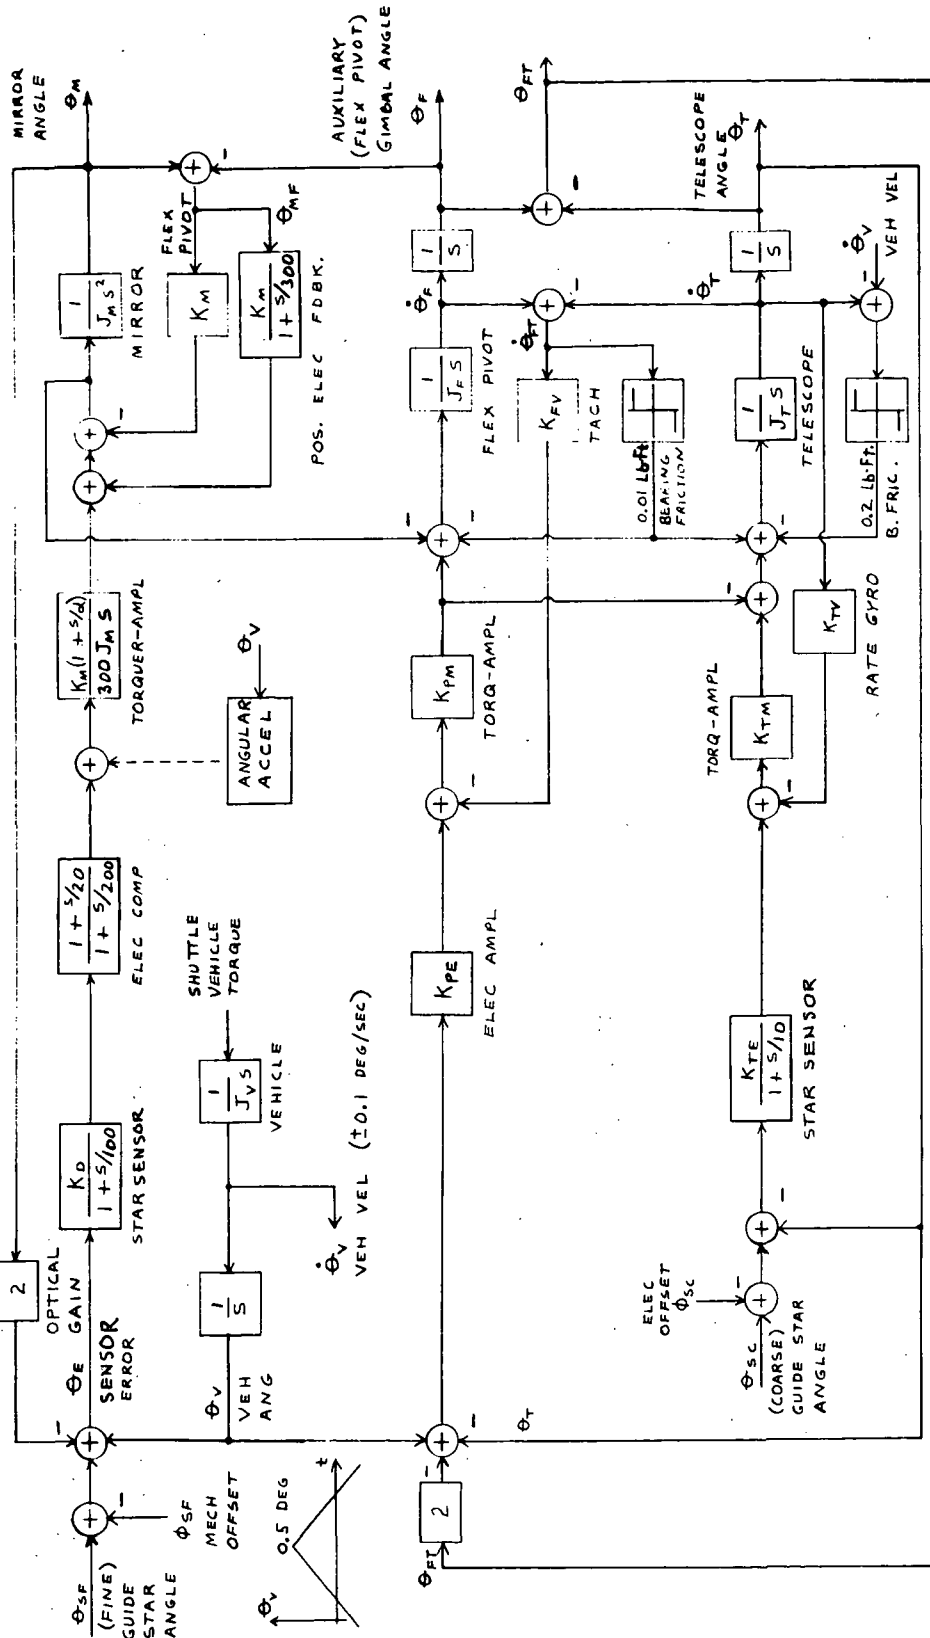 θSF
(FINE)
GUIDE
STAR
ANGLE
+
-
ΦSF
MECH
OFFSET
+
-
θE
SENSOR
ERROR
2
OPTICAL
GAIN
KD
1 + S/100
STAR SENSOR
1 + S/20
1 + S/200
ELEC COMP
+
ANGULAR
ACCEL
θV
KM(1 + S/α)
300 JM S
TORQUER-AMPL
+
+
-
1
JM S²
MIRROR
MIRROR
ANGLE
θM
+
-
FLEX
PIVOT
KM
θMF
KM
1 + S/300
POS. ELEC FDBK.
θV
0.5 DEG
t
θV
VEH
ANG
1
S
θ̇V
VEH VEL (±0.1 DEG/SEC)
1
JV S
VEHICLE
SHUTTLE
VEHICLE
TORQUE
θFT
2
-
+
-
θT
KPE
ELEC AMPL
+
-
KPM
TORQ-AMPL
-
+
-
1
JF S
FLEX PIVOT
θ̇F
1
S
AUXILIARY
(FLEX PIVOT)
GIMBAL ANGLE
θF
+
-
θ̇FT
KFV
TACH
0.01 Lb Ft.
BEARING
FRICTION
+
-
θFT
θSC
(COARSE)
GUIDE STAR
ANGLE
ELEC
OFFSET
ΦSC
-
+
+
-
KTE
1 + S/10
STAR SENSOR
+
-
KTM
TORQ-AMPL
-
+
+
-
1
JT S
TELESCOPE
θ̇T
1
S
TELESCOPE
ANGLE
θT
KTV
RATE GYRO
0.2 Lb-Ft.
B. FRIC.
+
-
θ̇V
VEH VEL